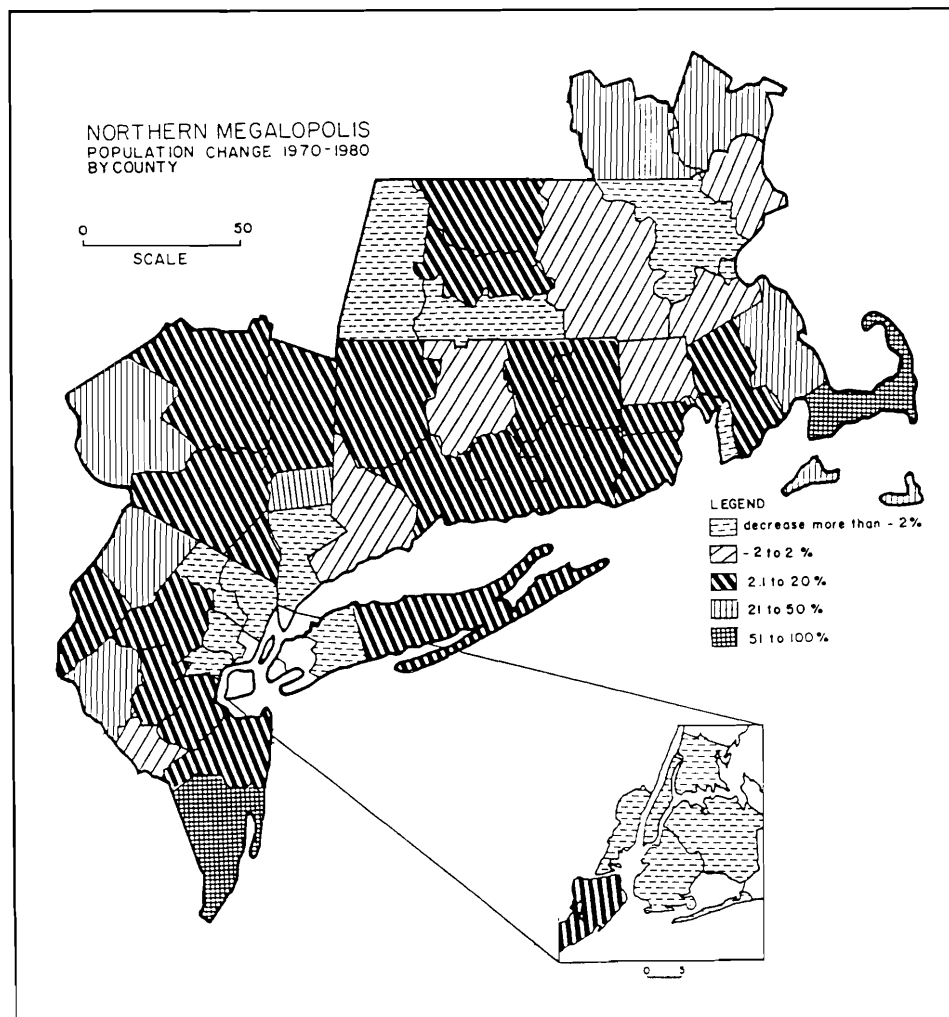 NORTHERN MEGALOPOLIS
POPULATION CHANGE 1970-1980
BY COUNTY
0 50
SCALE
LEGEND
decrease more than - 2%
- 2 to 2 %
2.1 to 20 %
21 to 50 %
51 to 100%
0 5